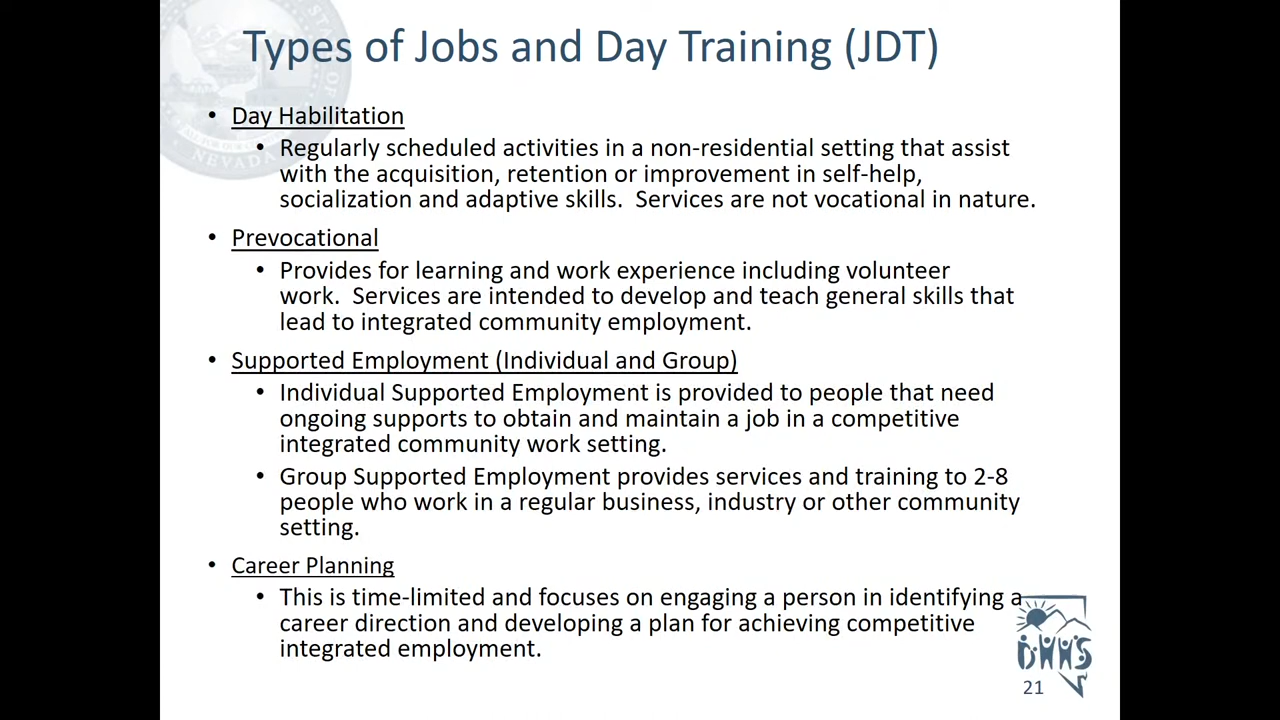 Types of Jobs and Day Training (JDT)
• Day Habilitation
• Regularly scheduled activities in a non-residential setting that assist
with the acquisition, retention or improvement in self-help,
socialization and adaptive skills.  Services are not vocational in nature.
• Prevocational
• Provides for learning and work experience including volunteer
work.  Services are intended to develop and teach general skills that
lead to integrated community employment.
• Supported Employment (Individual and Group)
• Individual Supported Employment is provided to people that need
ongoing supports to obtain and maintain a job in a competitive
integrated community work setting.
• Group Supported Employment provides services and training to 2-8
people who work in a regular business, industry or other community
setting.
• Career Planning
• This is time-limited and focuses on engaging a person in identifying a
career direction and developing a plan for achieving competitive
integrated employment.
DHHS
21
NEVADA